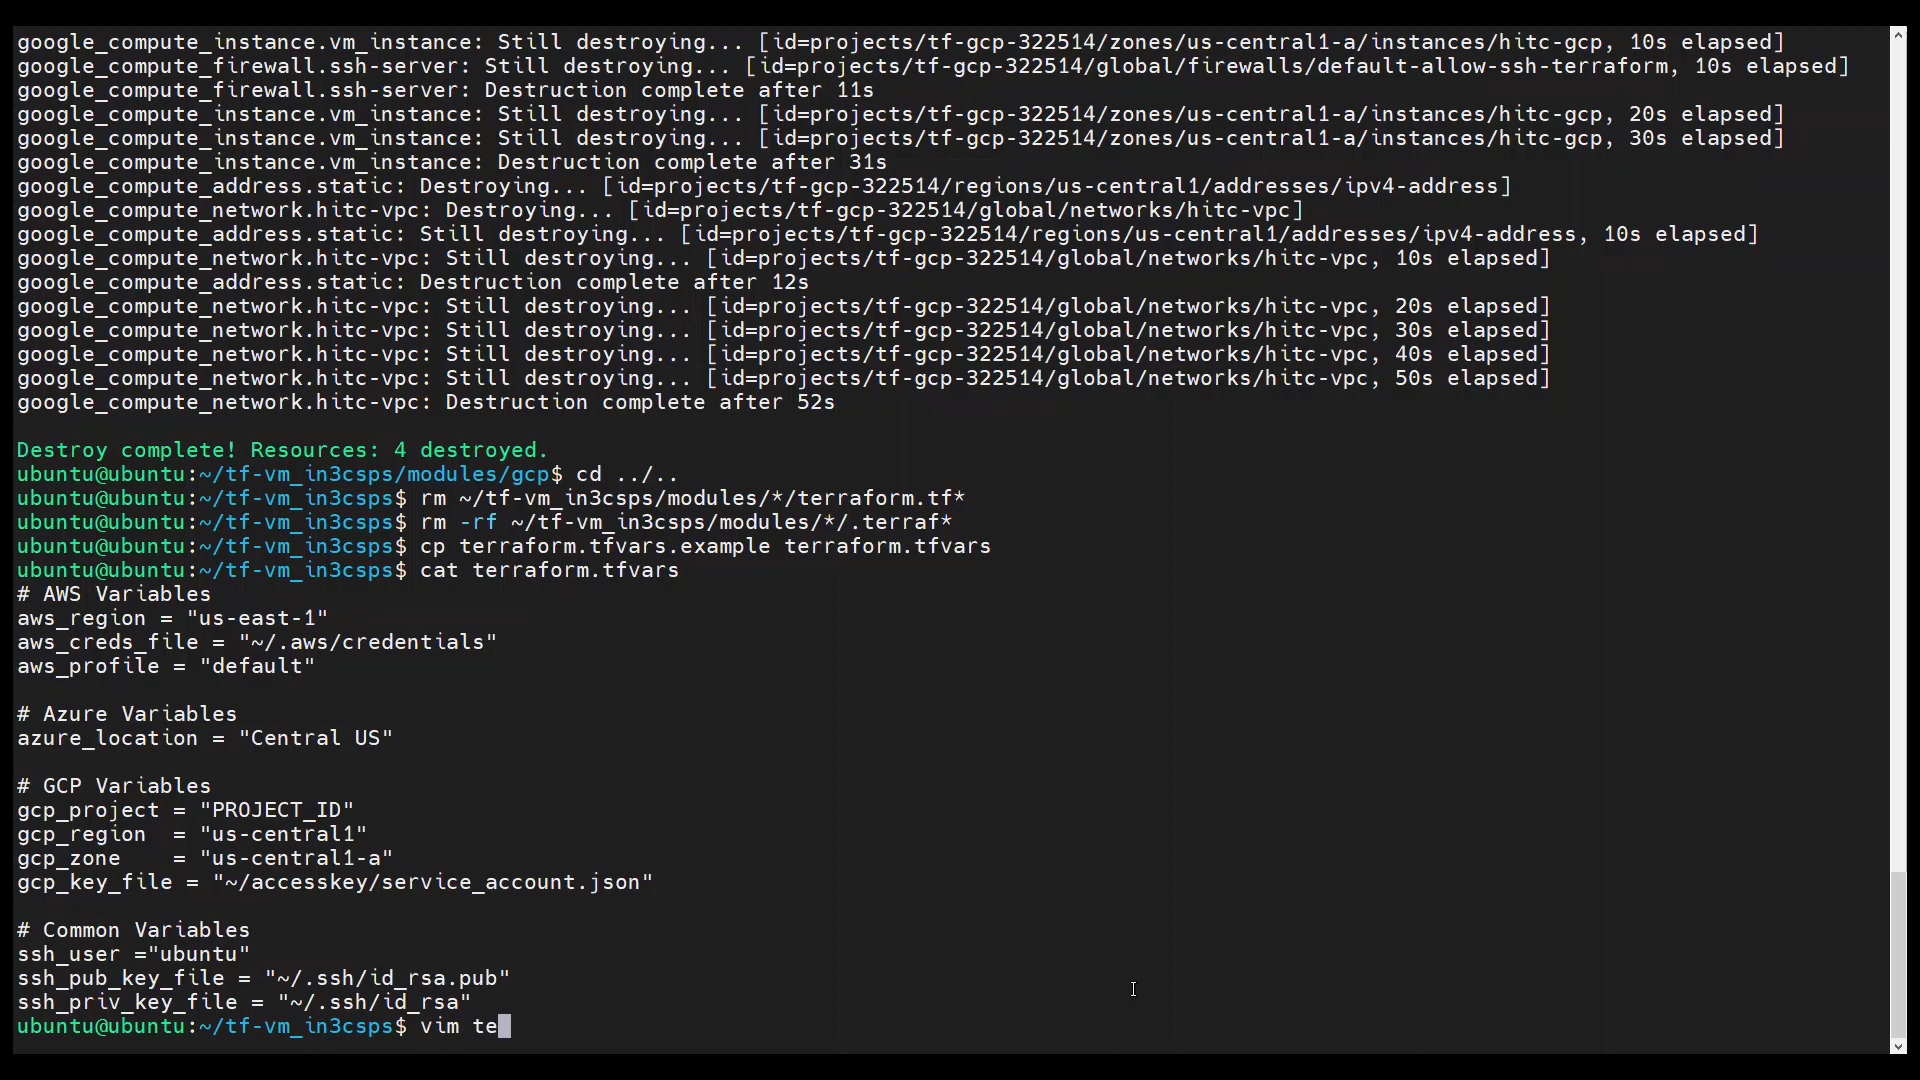 google_compute_instance.vm_instance: Still destroying... [id=projects/tf-gcp-322514/zones/us-central1-a/instances/hitc-gcp, 10s elapsed]
google_compute_firewall.ssh-server: Still destroying... [id=projects/tf-gcp-322514/global/firewalls/default-allow-ssh-terraform, 10s elapsed]
google_compute_firewall.ssh-server: Destruction complete after 11s
google_compute_instance.vm_instance: Still destroying... [id=projects/tf-gcp-322514/zones/us-central1-a/instances/hitc-gcp, 20s elapsed]
google_compute_instance.vm_instance: Still destroying... [id=projects/tf-gcp-322514/zones/us-central1-a/instances/hitc-gcp, 30s elapsed]
google_compute_instance.vm_instance: Destruction complete after 31s
google_compute_address.static: Destroying... [id=projects/tf-gcp-322514/regions/us-central1/addresses/ipv4-address]
google_compute_network.hitc-vpc: Destroying... [id=projects/tf-gcp-322514/global/networks/hitc-vpc]
google_compute_address.static: Still destroying... [id=projects/tf-gcp-322514/regions/us-central1/addresses/ipv4-address, 10s elapsed]
google_compute_network.hitc-vpc: Still destroying... [id=projects/tf-gcp-322514/global/networks/hitc-vpc, 10s elapsed]
google_compute_address.static: Destruction complete after 12s
google_compute_network.hitc-vpc: Still destroying... [id=projects/tf-gcp-322514/global/networks/hitc-vpc, 20s elapsed]
google_compute_network.hitc-vpc: Still destroying... [id=projects/tf-gcp-322514/global/networks/hitc-vpc, 30s elapsed]
google_compute_network.hitc-vpc: Still destroying... [id=projects/tf-gcp-322514/global/networks/hitc-vpc, 40s elapsed]
google_compute_network.hitc-vpc: Still destroying... [id=projects/tf-gcp-322514/global/networks/hitc-vpc, 50s elapsed]
google_compute_network.hitc-vpc: Destruction complete after 52s
Destroy complete! Resources: 4 destroyed.
ubuntu@ubuntu:~/tf-vm_in3csps/modules/gcp$ cd ../..
ubuntu@ubuntu:~/tf-vm_in3csps$ rm ~/tf-vm_in3csps/modules/*/terraform.tf*
ubuntu@ubuntu:~/tf-vm_in3csps$ rm -rf ~/tf-vm_in3csps/modules/*/.terraf*
ubuntu@ubuntu:~/tf-vm_in3csps$ cp terraform.tfvars.example terraform.tfvars
ubuntu@ubuntu:~/tf-vm_in3csps$ cat terraform.tfvars
# AWS Variables
aws_region = "us-east-1"
aws_creds_file = "~/.aws/credentials"
aws_profile = "default"
# Azure Variables
azure_location = "Central US"
# GCP Variables
gcp_project = "PROJECT_ID"
gcp_region  = "us-central1"
gcp_zone    = "us-central1-a"
gcp_key_file = "~/accesskey/service_account.json"
# Common Variables
ssh_user ="ubuntu"
ssh_pub_key_file = "~/.ssh/id_rsa.pub"
ssh_priv_key_file = "~/.ssh/id_rsa"
ubuntu@ubuntu:~/tf-vm_in3csps$ vim te